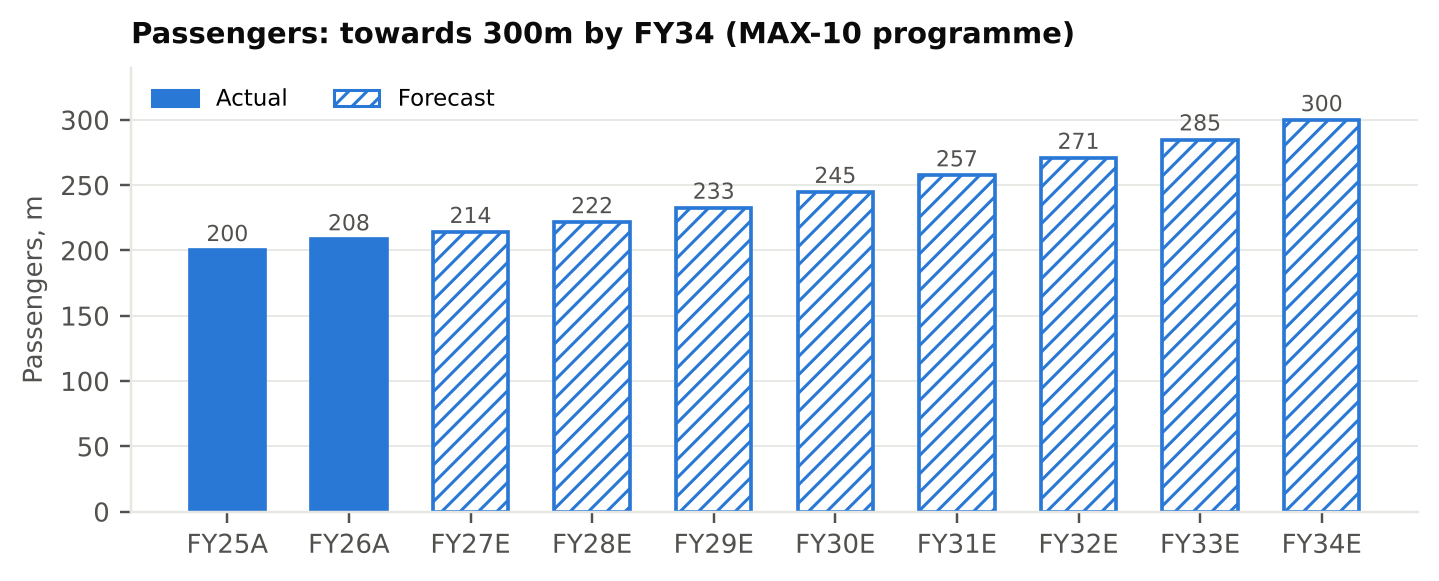 Passengers: towards 300m by FY34 (MAX-10 programme)
Actual Forecast
Passengers, m
300
250
200
150
100
50
0
200 208 214 222 233 245 257 271 285 300
FY25A FY26A FY27E FY28E FY29E FY30E FY31E FY32E FY33E FY34E